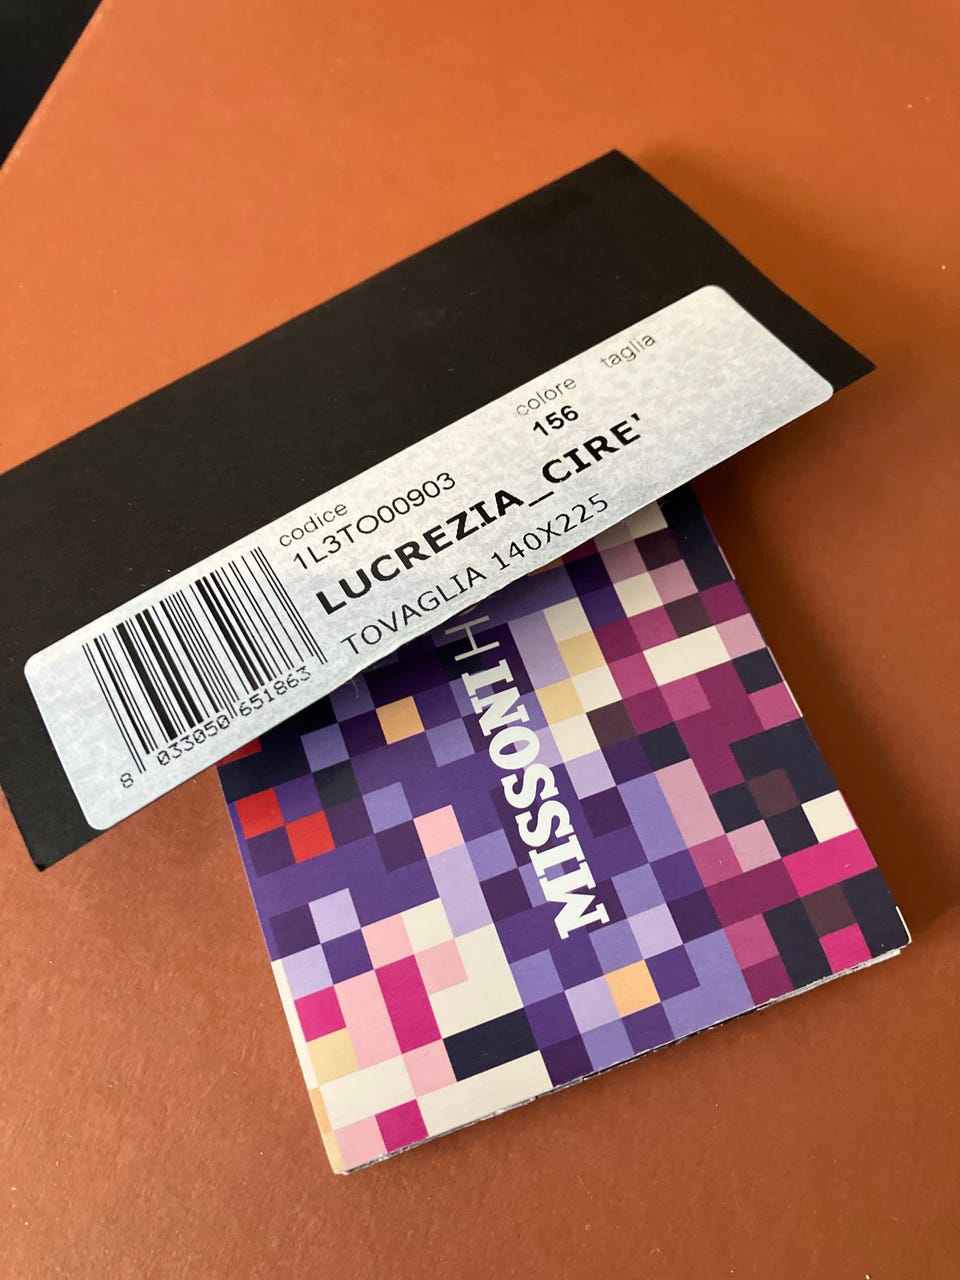 codice
colore
taglia
1L3TO00903
156
LUCREZIA_CIRE'
TOVAGLIA 140X225
8 033050 651863
MISSONI H